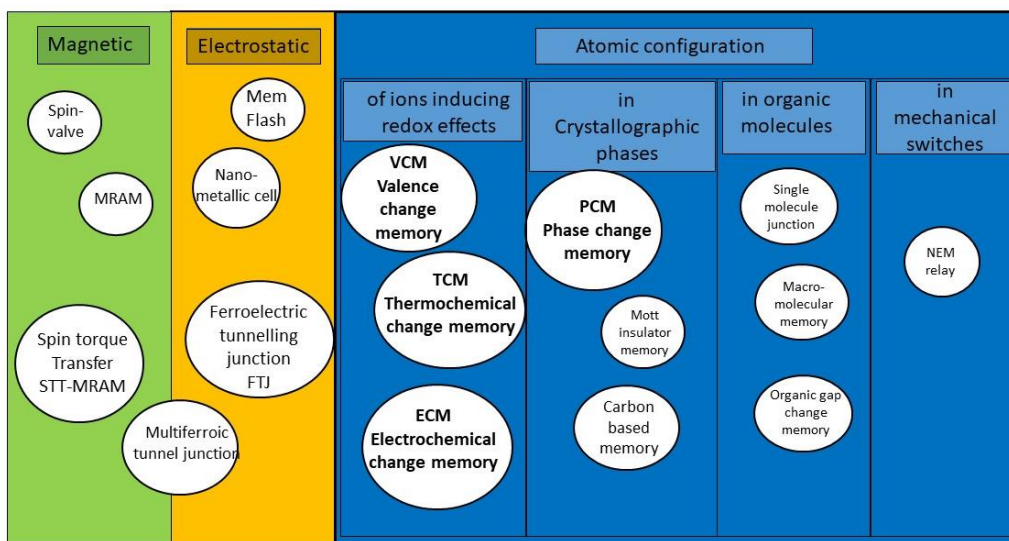 Magnetic
Electrostatic
Atomic configuration
of ions inducing
redox effects
in
Crystallographic
phases
in organic
molecules
in
mechanical
switches
Spin-
valve
MRAM
Spin torque
Transfer
STT-MRAM
Multiferroic
tunnel junction
Mem
Flash
Nano-
metallic cell
Ferroelectric
tunnelling
junction
FTJ
VCM
Valence
change
memory
TCM
Thermochemical
change memory
ECM
Electrochemical
change memory
PCM
Phase change
memory
Mott
insulator
memory
Carbon
based
memory
Single
molecule
junction
Macro-
molecular
memory
Organic gap
change
memory
NEM
relay